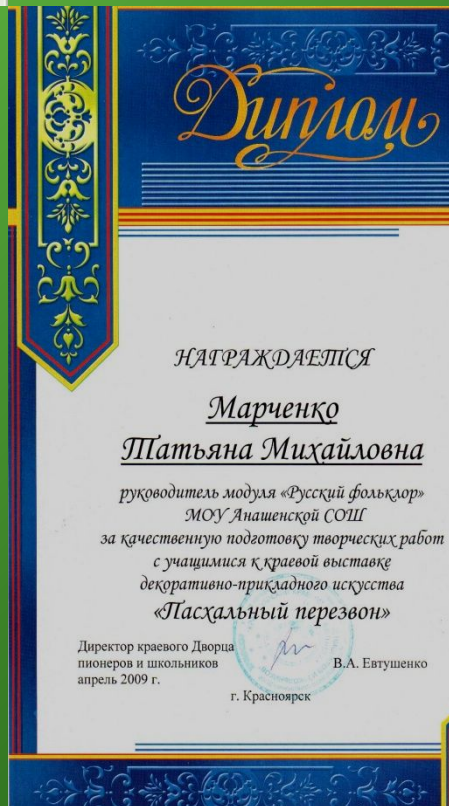 Диплом
НАГРАЖДАЕТСЯ
Марченко
Татьяна Михайловна
руководитель модуля «Русский фольклор»
МОУ Анашенской СОШ
за качественную подготовку творческих работ
с учащимися к краевой выставке
декоративно-прикладного искусства
«Пасхальный перезвон»
Директор краевого Дворца
пионеров и школьников В.А. Евтушенко
апрель 2009 г.
г. Красноярск